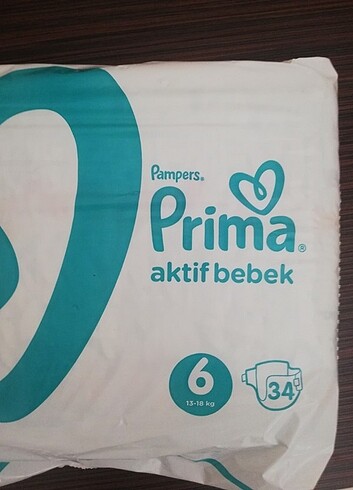 Pampers.
Prima®
aktif bebek
6
13-18 kg
34